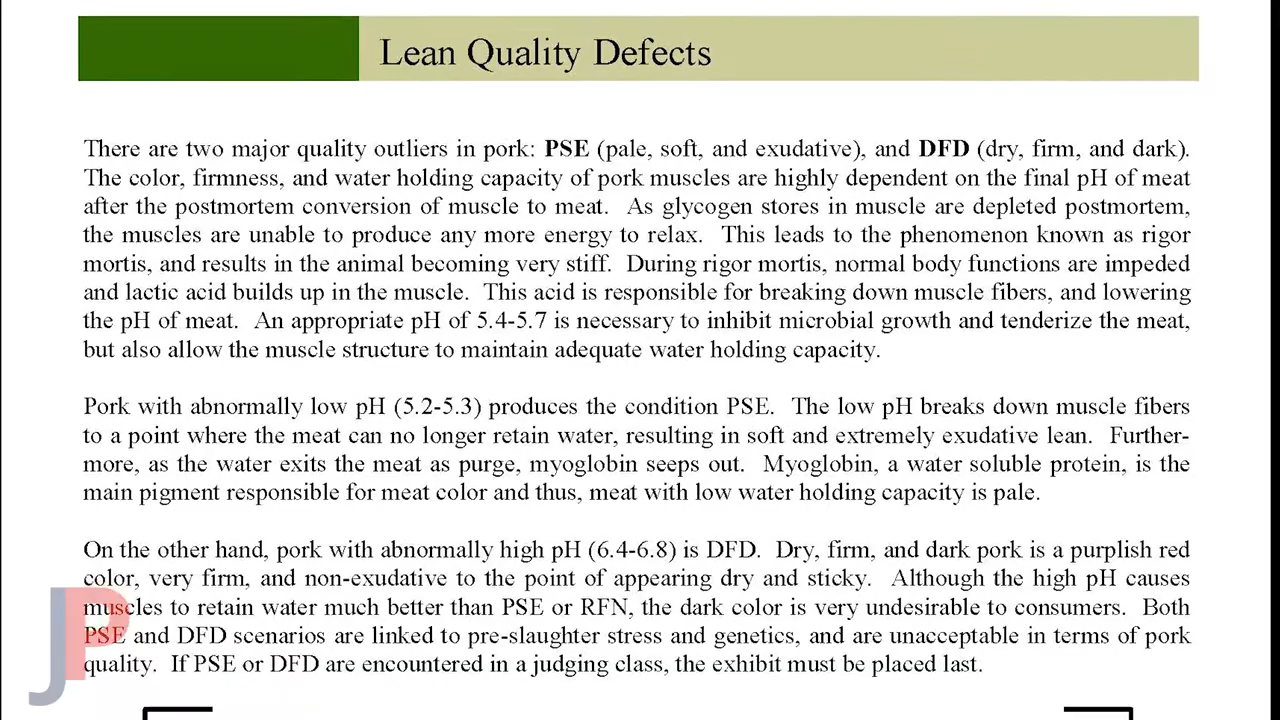 Lean Quality Defects
There are two major quality outliers in pork: PSE (pale, soft, and exudative), and DFD (dry, firm, and dark).
The color, firmness, and water holding capacity of pork muscles are highly dependent on the final pH of meat
after the postmortem conversion of muscle to meat. As glycogen stores in muscle are depleted postmortem,
the muscles are unable to produce any more energy to relax. This leads to the phenomenon known as rigor
mortis, and results in the animal becoming very stiff. During rigor mortis, normal body functions are impeded
and lactic acid builds up in the muscle. This acid is responsible for breaking down muscle fibers, and lowering
the pH of meat. An appropriate pH of 5.4-5.7 is necessary to inhibit microbial growth and tenderize the meat,
but also allow the muscle structure to maintain adequate water holding capacity.
Pork with abnormally low pH (5.2-5.3) produces the condition PSE. The low pH breaks down muscle fibers
to a point where the meat can no longer retain water, resulting in soft and extremely exudative lean. Further-
more, as the water exits the meat as purge, myoglobin seeps out. Myoglobin, a water soluble protein, is the
main pigment responsible for meat color and thus, meat with low water holding capacity is pale.
On the other hand, pork with abnormally high pH (6.4-6.8) is DFD. Dry, firm, and dark pork is a purplish red
color, very firm, and non-exudative to the point of appearing dry and sticky. Although the high pH causes
muscles to retain water much better than PSE or RFN, the dark color is very undesirable to consumers. Both
PSE and DFD scenarios are linked to pre-slaughter stress and genetics, and are unacceptable in terms of pork
quality. If PSE or DFD are encountered in a judging class, the exhibit must be placed last.
JP